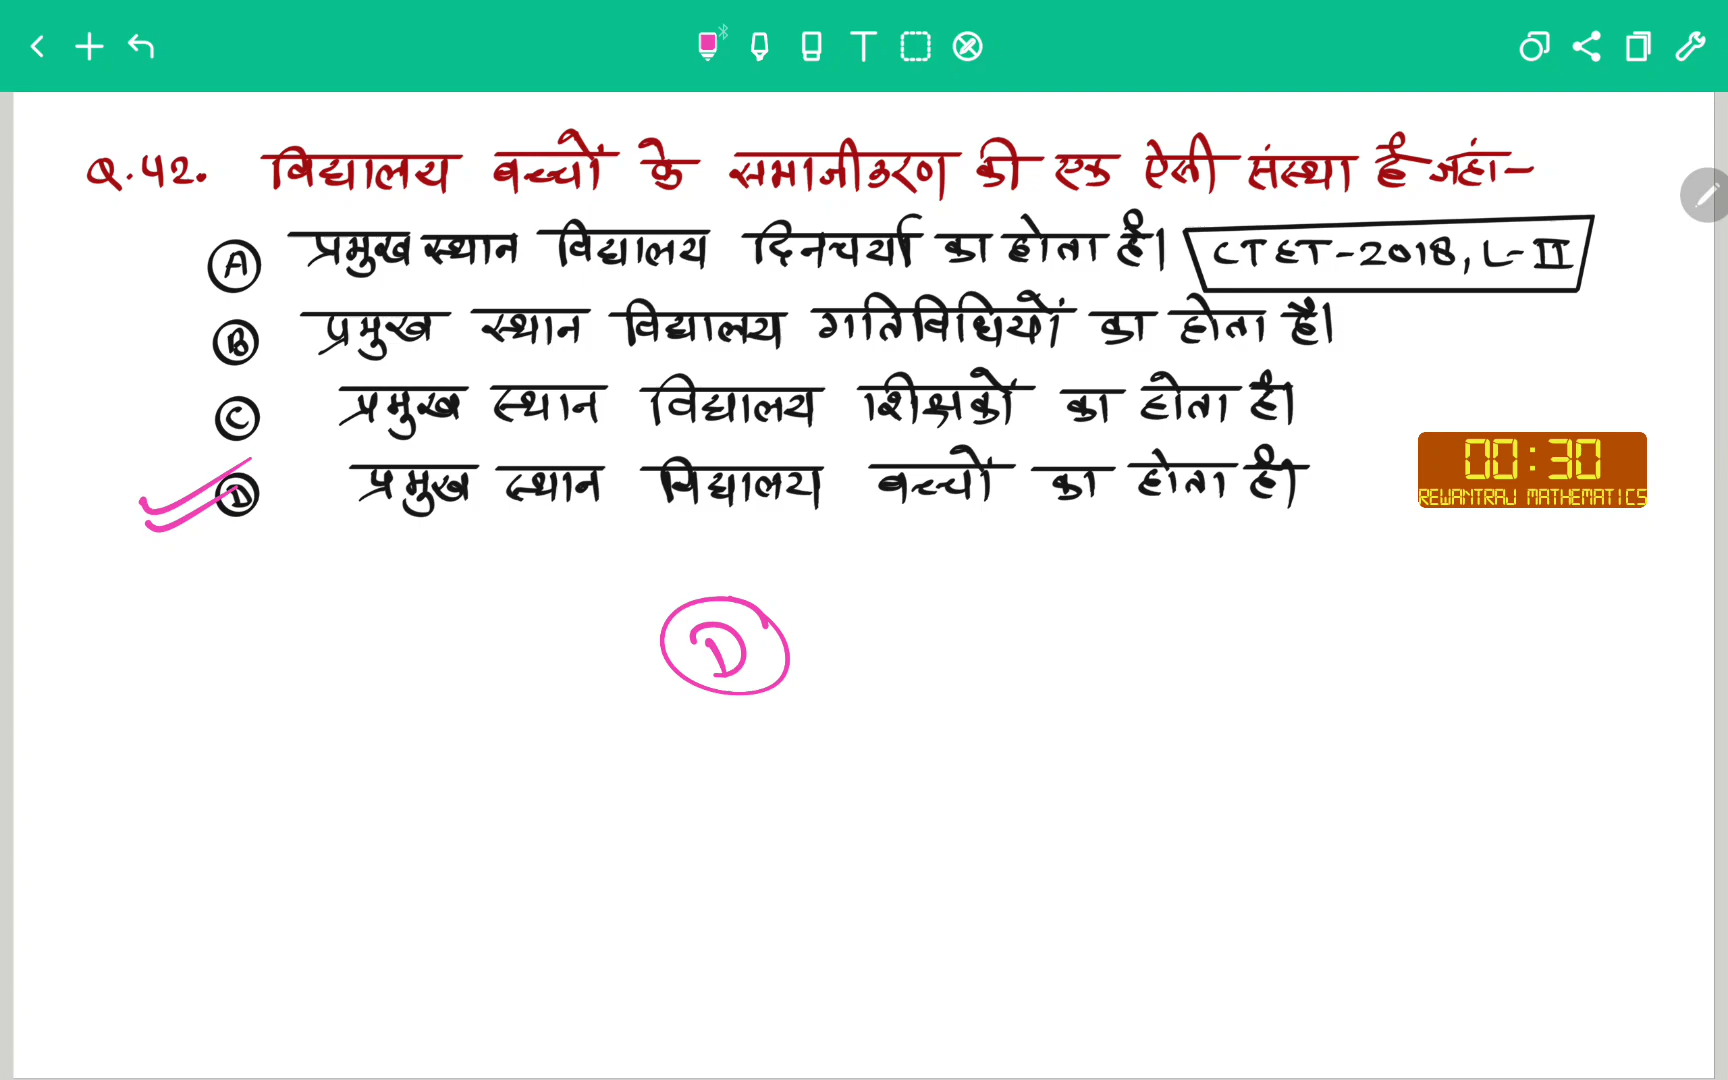 Q.42. विद्यालय बच्चों के समाजीकरण की एक ऐसी संस्था है जहां-
A प्रमुख स्थान विद्यालय दिनचर्या का होता है। CTET-2018, L-II
B प्रमुख स्थान विद्यालय गतिविधियों का होता है।
C प्रमुख स्थान विद्यालय शिक्षकों का होता है।
D प्रमुख स्थान विद्यालय बच्चों का होता है।
00:30
REWANTRAJ MATHEMATICS
D